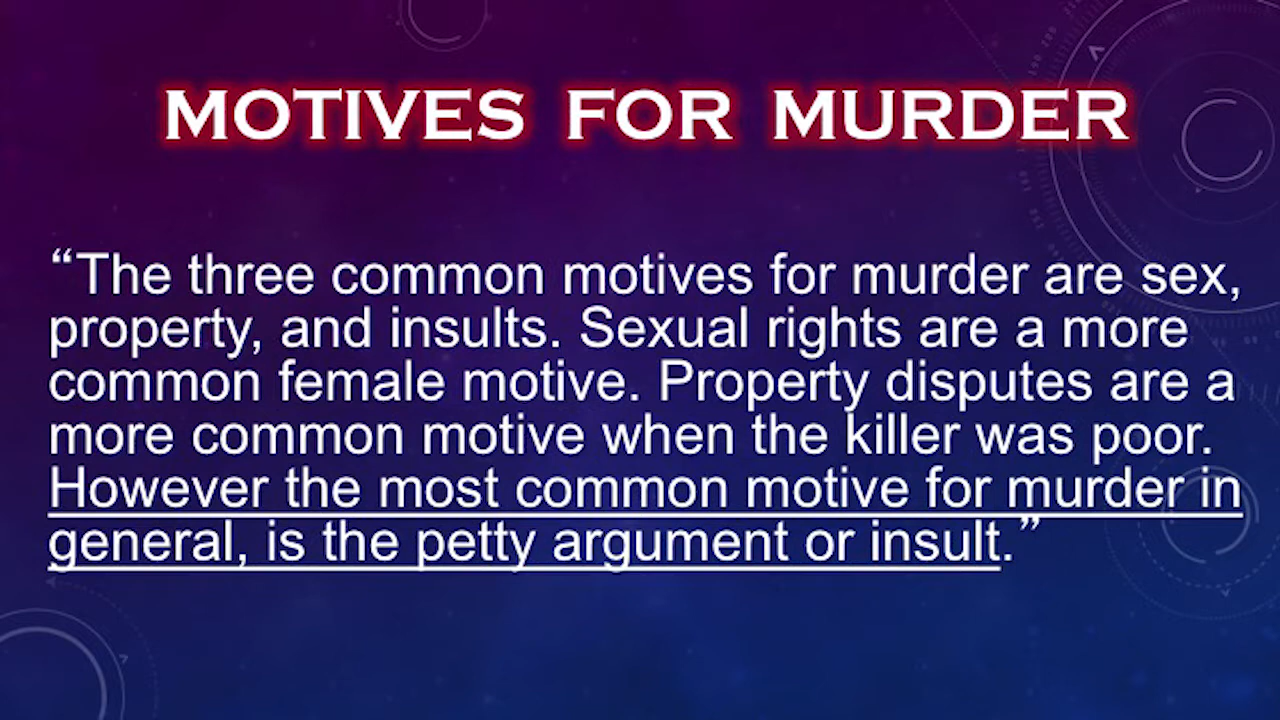 MOTIVES FOR MURDER
“The three common motives for murder are sex,
property, and insults. Sexual rights are a more
common female motive. Property disputes are a
more common motive when the killer was poor.
However the most common motive for murder in
general, is the petty argument or insult.”